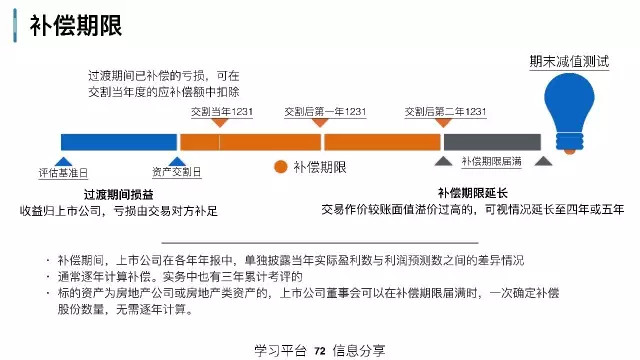 补偿期限
期末减值测试
过渡期间已补偿的亏损，可在
交割当年度的应补偿额中扣除
交割当年1231
交割后第一年1231
交割后第二年1231
评估基准日
资产交割日
补偿期限
补偿期限届满
过渡期间损益
收益归上市公司，亏损由交易对方补足
补偿期限延长
交易作价较账面值溢价过高的，可视情况延长至四年或五年
· 补偿期间，上市公司在各年年报中，单独披露当年实际盈利数与利润预测数之间的差异情况
· 通常逐年计算补偿。实务中也有三年累计考评的
· 标的资产为房地产公司或房地产类资产的，上市公司董事会可以在补偿期限届满时，一次确定补偿
股份数量，无需逐年计算。
学习平台 72 信息分享